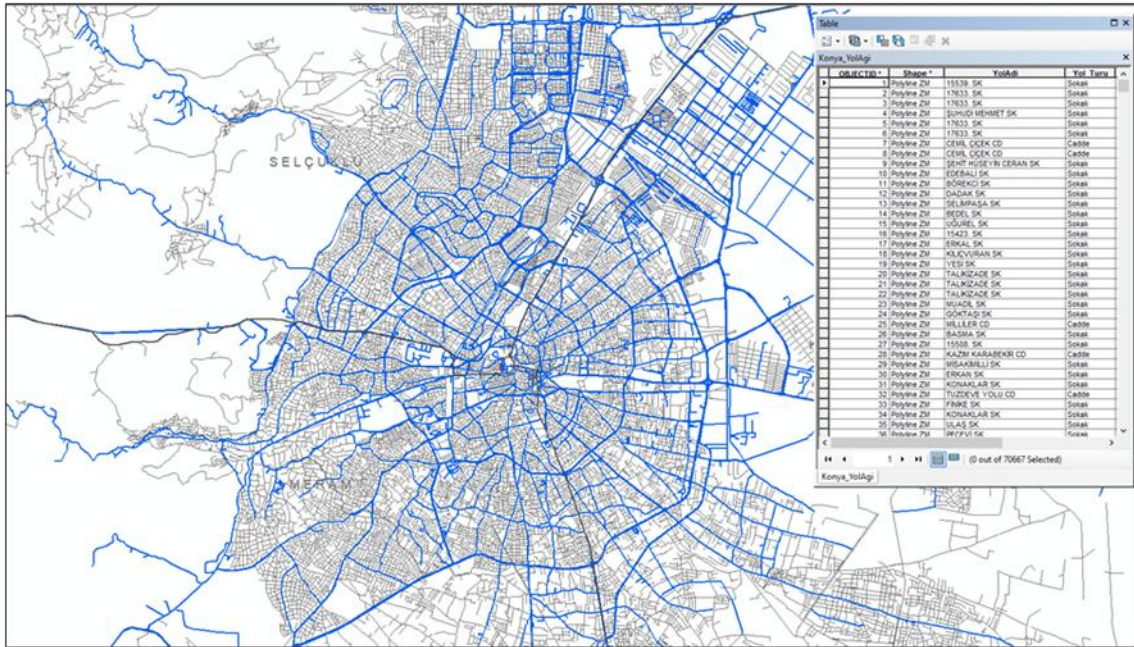 SELÇUKLU
MERAM
Table
Konya_YolAgi
OBJECTID * Shape * YolAdi Yol_Turu
1 Polyline ZM 15539. SK Sokak
2 Polyline ZM 17633. SK Sokak
3 Polyline ZM 17633. SK Sokak
4 Polyline ZM ŞUHUDİ MEHMET SK Sokak
5 Polyline ZM 17633. SK Sokak
6 Polyline ZM 17633. SK Sokak
7 Polyline ZM CEMİL ÇİÇEK CD Cadde
8 Polyline ZM CEMİL ÇİÇEK CD Cadde
9 Polyline ZM ŞEHİT HÜSEYİN CERAN SK Sokak
10 Polyline ZM EDEBALİ SK Sokak
11 Polyline ZM BÖREKCİ SK Sokak
12 Polyline ZM DADAK SK Sokak
13 Polyline ZM SELİMPAŞA SK Sokak
14 Polyline ZM BEDEL SK Sokak
15 Polyline ZM UĞUREL SK Sokak
16 Polyline ZM 15423. SK Sokak
17 Polyline ZM ERKAL SK Sokak
18 Polyline ZM KILIÇVURAN SK Sokak
19 Polyline ZM YESİ SK Sokak
20 Polyline ZM TALİKİZADE SK Sokak
21 Polyline ZM TALİKİZADE SK Sokak
22 Polyline ZM TALİKİZADE SK Sokak
23 Polyline ZM MUADİL SK Sokak
24 Polyline ZM GÖKTAŞI SK Sokak
25 Polyline ZM MİLLİLER CD Cadde
26 Polyline ZM BASMA SK Sokak
27 Polyline ZM 15508. SK Sokak
28 Polyline ZM KAZIM KARABEKİR CD Cadde
29 Polyline ZM MİSAKİMİLLİ SK Sokak
30 Polyline ZM ERKAN SK Sokak
31 Polyline ZM KONAKLAR SK Sokak
32 Polyline ZM TUZDEVE YOLU CD Cadde
33 Polyline ZM FİNİKE SK Sokak
34 Polyline ZM KONAKLAR SK Sokak
35 Polyline ZM ULAŞ SK Sokak
36 Polyline ZM PEÇEVİ SK Sokak
1 (0 out of 70667 Selected)
Konya_YolAgi